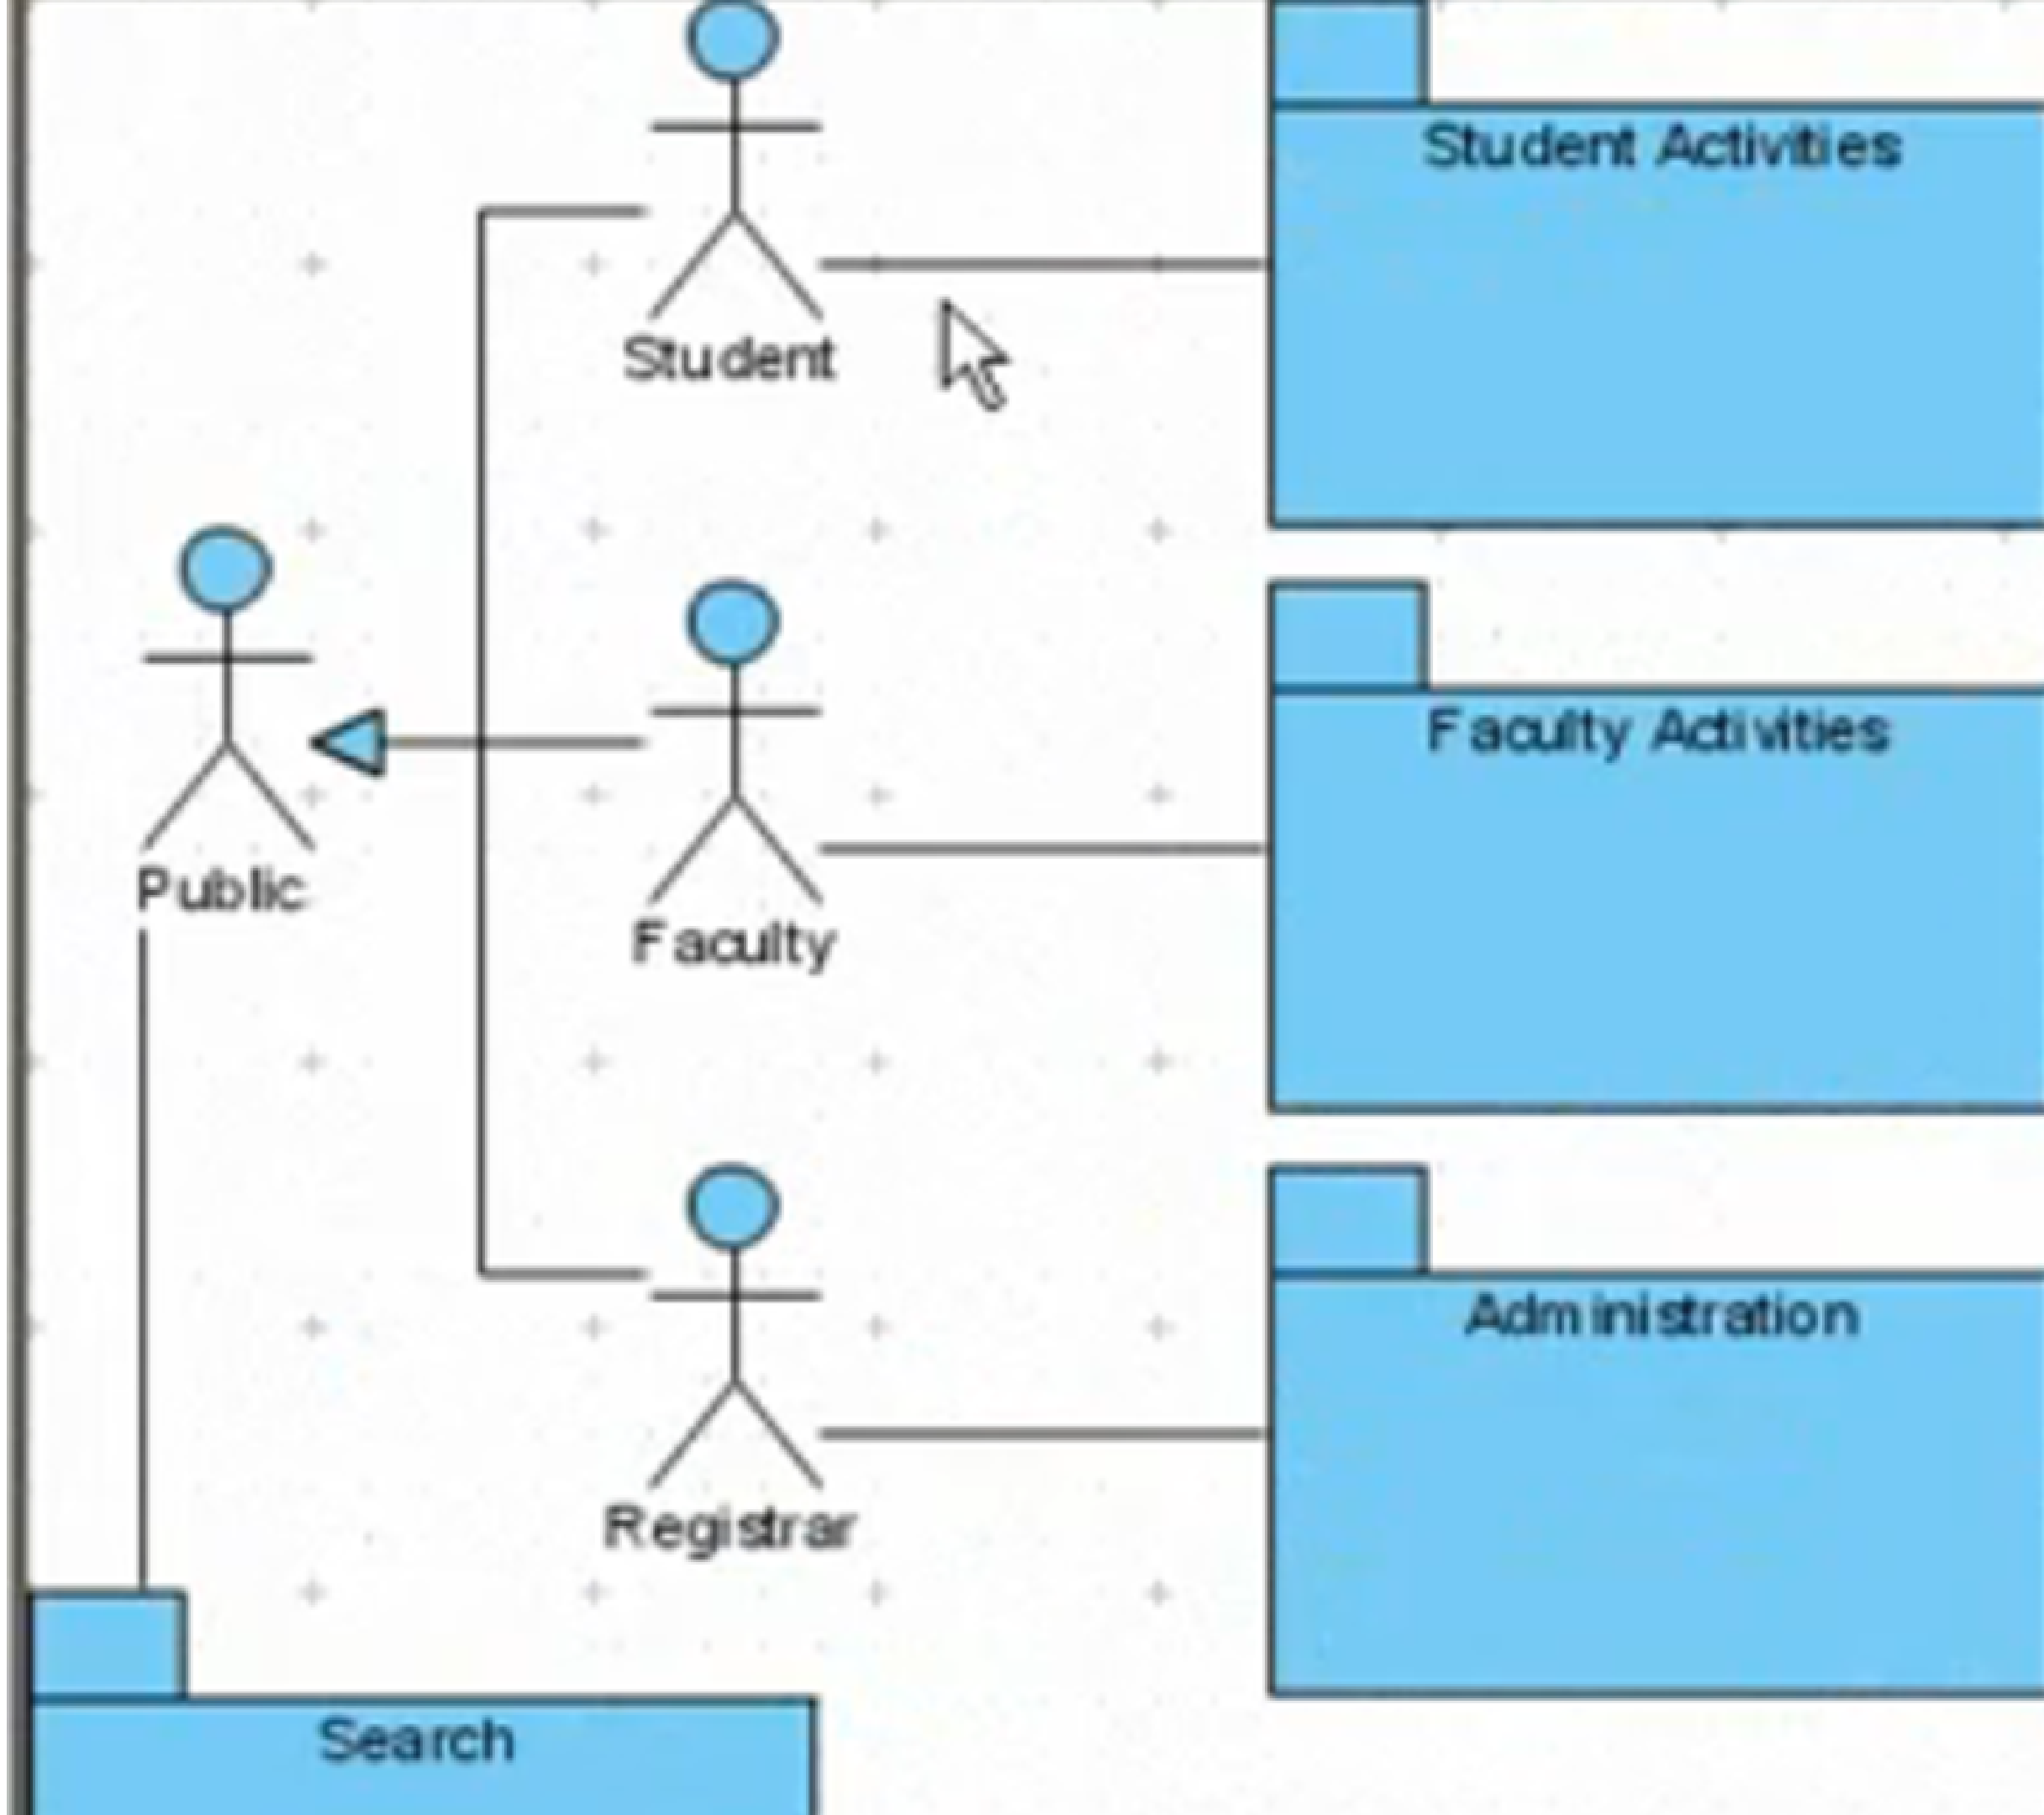 Student Activities
Student
Faculty Activities
Public
Faculty
Administration
Registrar
Search